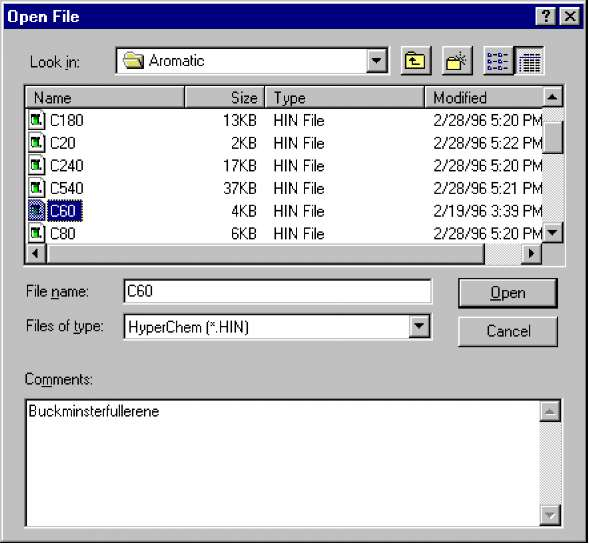 Open File
Look in: Aromatic
Name Size Type Modified
C180 13KB HIN File 2/28/96 5:20 PM
C20 2KB HIN File 2/28/96 5:22 PM
C240 17KB HIN File 2/28/96 5:20 PM
C540 37KB HIN File 2/28/96 5:21 PM
C60 4KB HIN File 2/19/96 3:39 PM
C80 6KB HIN File 2/28/96 5:20 PM
File name: C60 Open
Files of type: HyperChem (*.HIN) Cancel
Comments:
Buckminsterfullerene